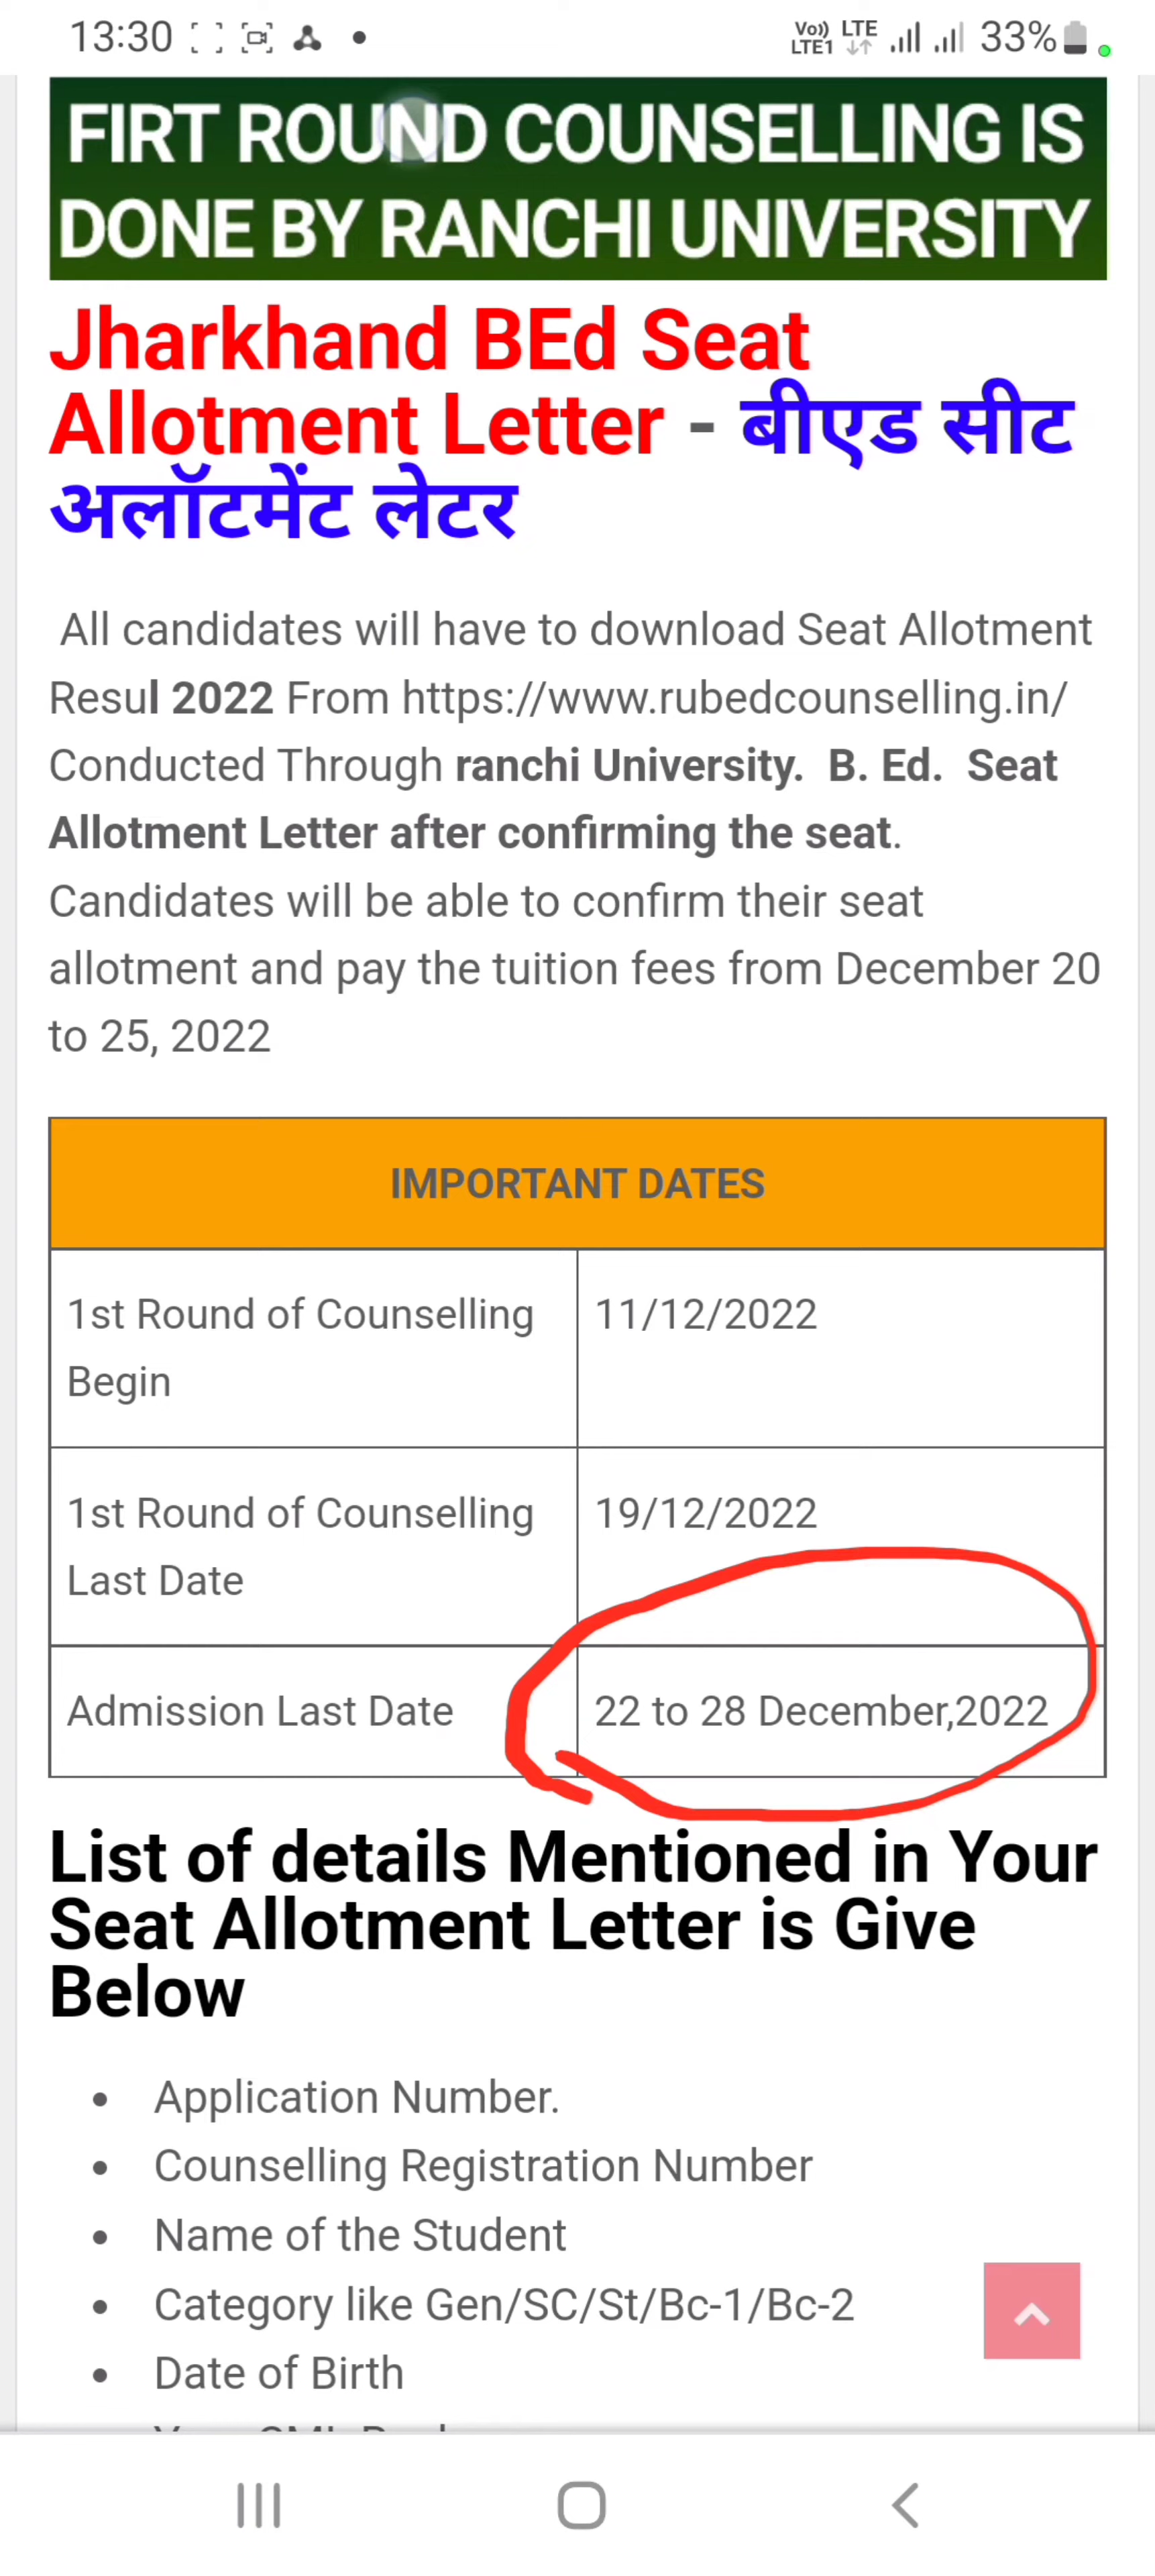 13:30
Vo)) LTE
LTE1
33%
FIRT ROUND COUNSELLING IS
DONE BY RANCHI UNIVERSITY
Jharkhand BEd Seat
Allotment Letter - बीएड सीट
अलॉटमेंट लेटर
All candidates will have to download Seat Allotment
Resul 2022 From https://www.rubedcounselling.in/
Conducted Through ranchi University. B. Ed. Seat
Allotment Letter after confirming the seat.
Candidates will be able to confirm their seat
allotment and pay the tuition fees from December 20
to 25, 2022
IMPORTANT DATES
1st Round of Counselling
Begin
11/12/2022
1st Round of Counselling
Last Date
19/12/2022
Admission Last Date
22 to 28 December,2022
List of details Mentioned in Your
Seat Allotment Letter is Give
Below
• Application Number.
• Counselling Registration Number
• Name of the Student
• Category like Gen/SC/St/Bc-1/Bc-2
• Date of Birth